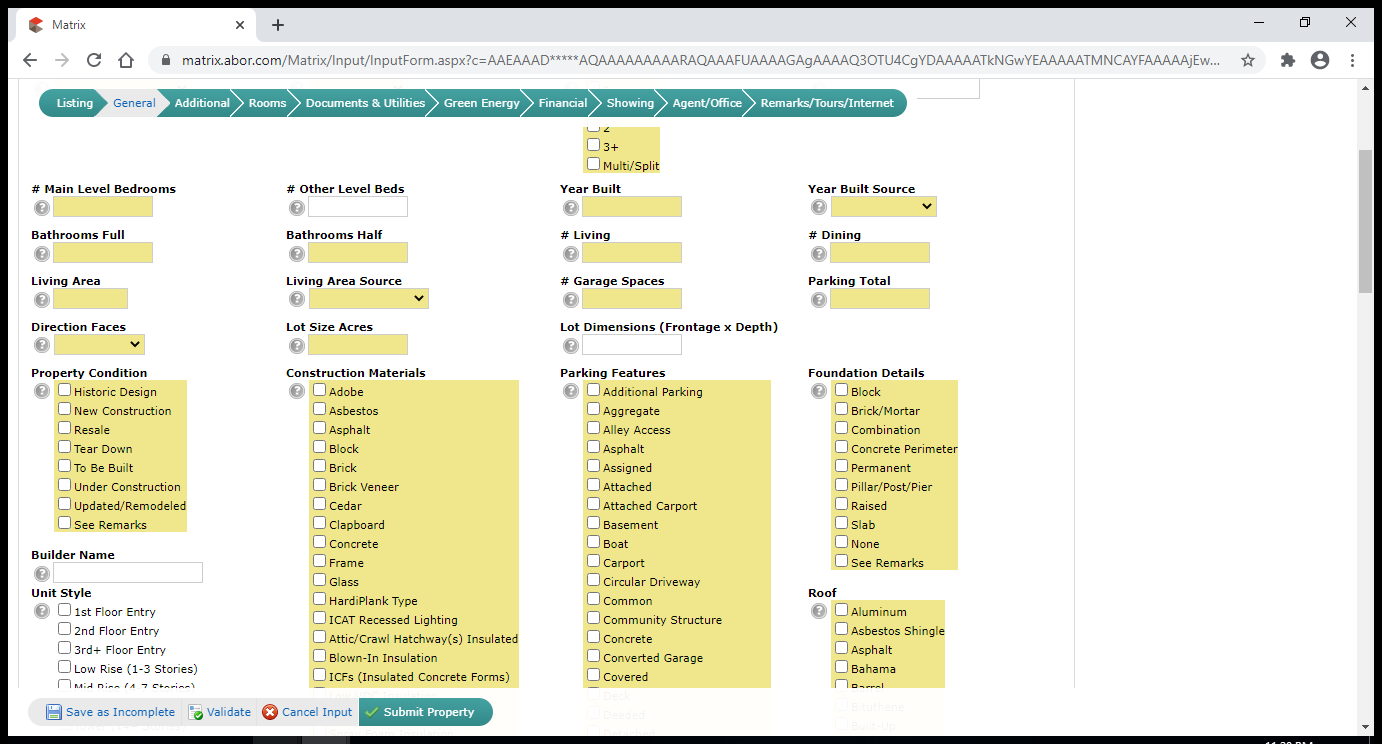 Matrix
matrix.abor.com/Matrix/Input/InputForm.aspx?c=AAEAAAD*****AQAAAAAAAAARAQAAAFUAAAAGAgAAAAQ3OTU4CgYDAAAAATkNGwYEAAAAATMNCAYFAAAAAjEw...
Listing General Additional Rooms Documents & Utilities Green Energy Financial Showing Agent/Office Remarks/Tours/Internet
2
3+
Multi/Split
# Main Level Bedrooms # Other Level Beds Year Built Year Built Source
Bathrooms Full Bathrooms Half # Living # Dining
Living Area Living Area Source # Garage Spaces Parking Total
Direction Faces Lot Size Acres Lot Dimensions (Frontage x Depth)
Property Condition Construction Materials Parking Features Foundation Details
Historic Design Adobe Additional Parking Block
New Construction Asbestos Aggregate Brick/Mortar
Resale Asphalt Alley Access Combination
Tear Down Block Asphalt Concrete Perimeter
To Be Built Brick Assigned Permanent
Under Construction Brick Veneer Attached Pillar/Post/Pier
Updated/Remodeled Cedar Attached Carport Raised
See Remarks Clapboard Basement Slab
Concrete Boat None
Builder Name Frame Carport See Remarks
Glass Circular Driveway
Unit Style HardiPlank Type Common Roof
1st Floor Entry ICAT Recessed Lighting Community Structure Aluminum
2nd Floor Entry Attic/Crawl Hatchway(s) Insulated Concrete Asbestos Shingle
3rd+ Floor Entry Blown-In Insulation Converted Garage Asphalt
Low Rise (1-3 Stories) ICFs (Insulated Concrete Forms) Covered Bahama
Mid Rise (4-7 Stories) Deck Barrel
Save as Incomplete Validate Cancel Input Submit Property Deeded Bituthene
Detached Built-Up